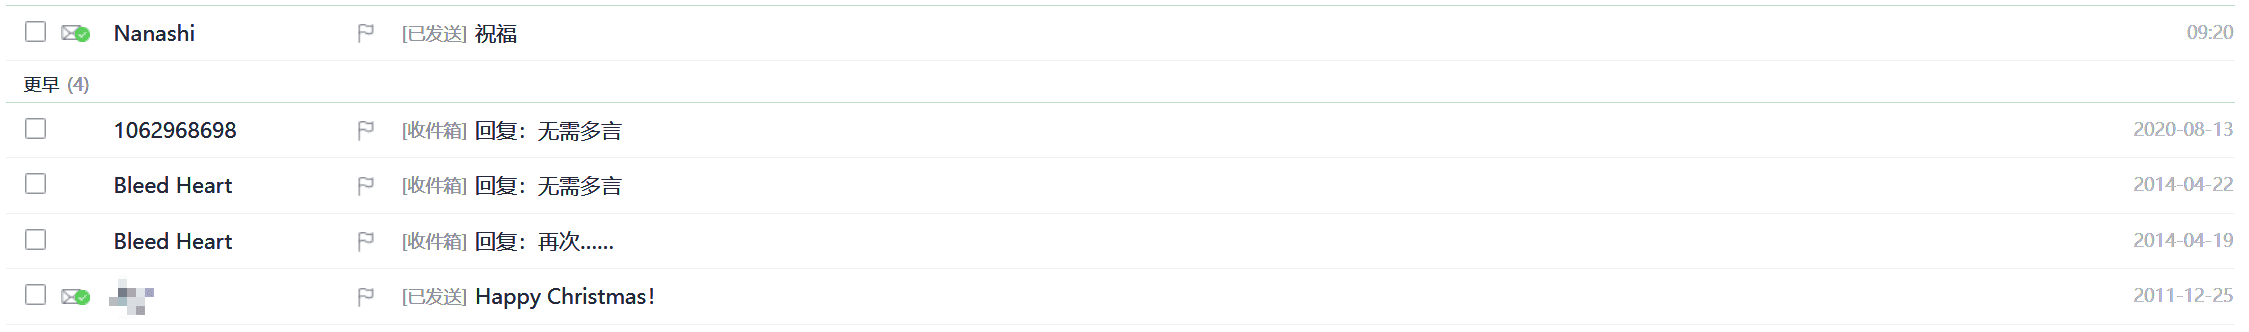 Nanashi [已发送] 祝福 09:20
更早 (4)
1062968698 [收件箱] 回复：无需多言 2020-08-13
Bleed Heart [收件箱] 回复：无需多言 2014-04-22
Bleed Heart [收件箱] 回复：再次…… 2014-04-19
[已发送] Happy Christmas！ 2011-12-25